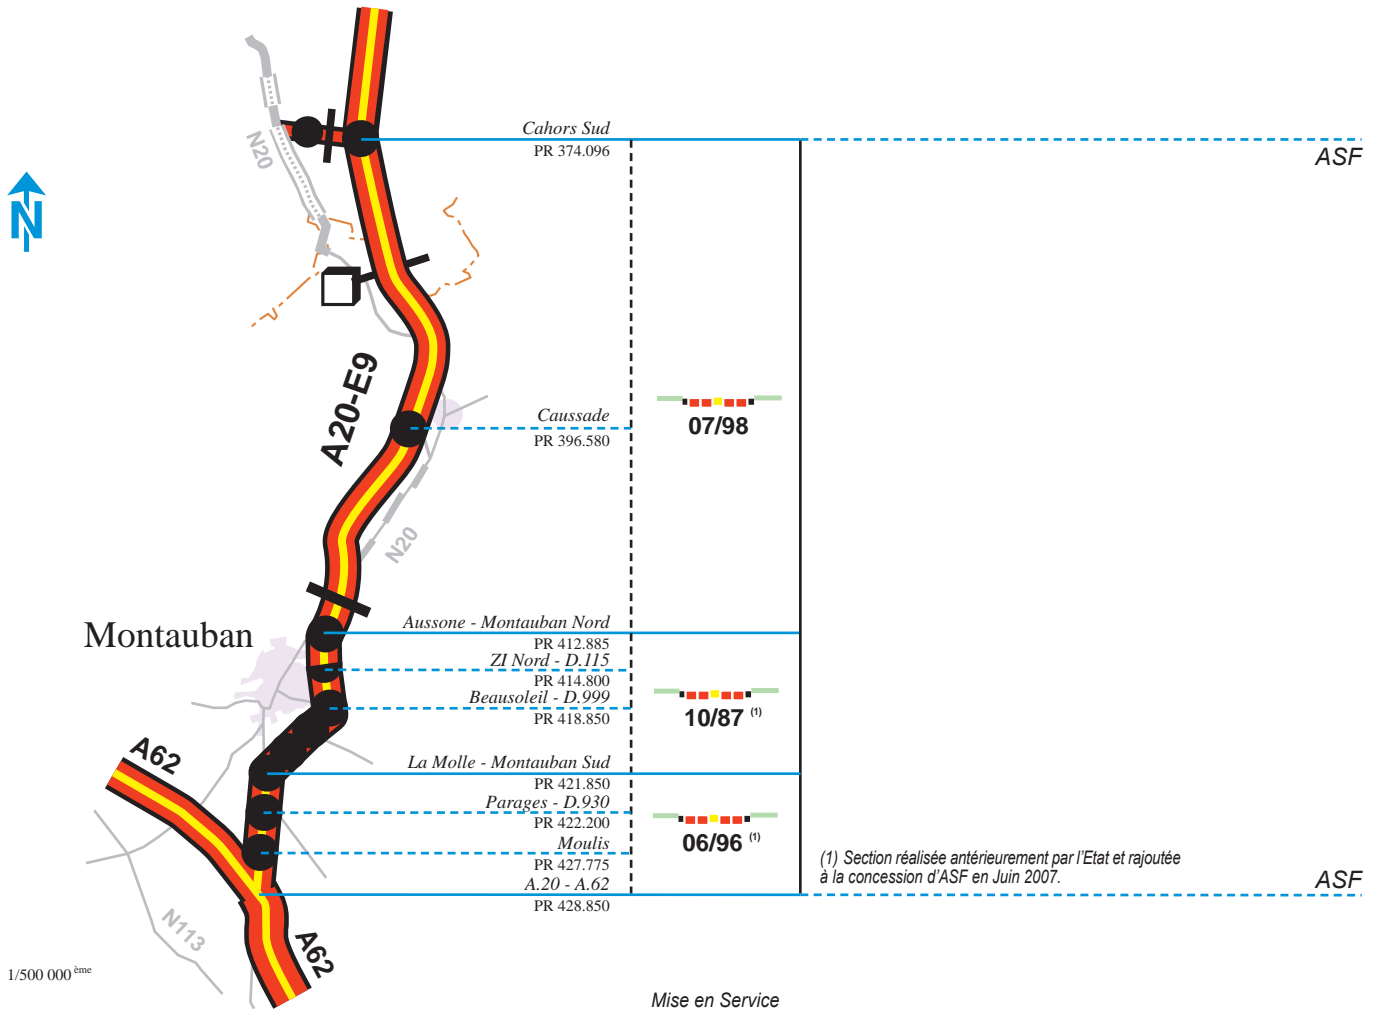 Cahors Sud
PR 374.096
ASF
N20
N
A20-E9
Caussade
PR 396.580
07/98
N20
Montauban
Aussone - Montauban Nord
PR 412.885
ZI Nord - D.115
PR 414.800
Beausoleil - D.999
PR 418.850
10/87 (1)
A62
La Molle - Montauban Sud
PR 421.850
Parages - D.930
PR 422.200
Moulis
PR 427.775
06/96 (1)
A.20 - A.62
PR 428.850
(1) Section réalisée antérieurement par l'Etat et rajoutée
à la concession d'ASF en Juin 2007.
ASF
N113
A62
1/500 000 ème
Mise en Service